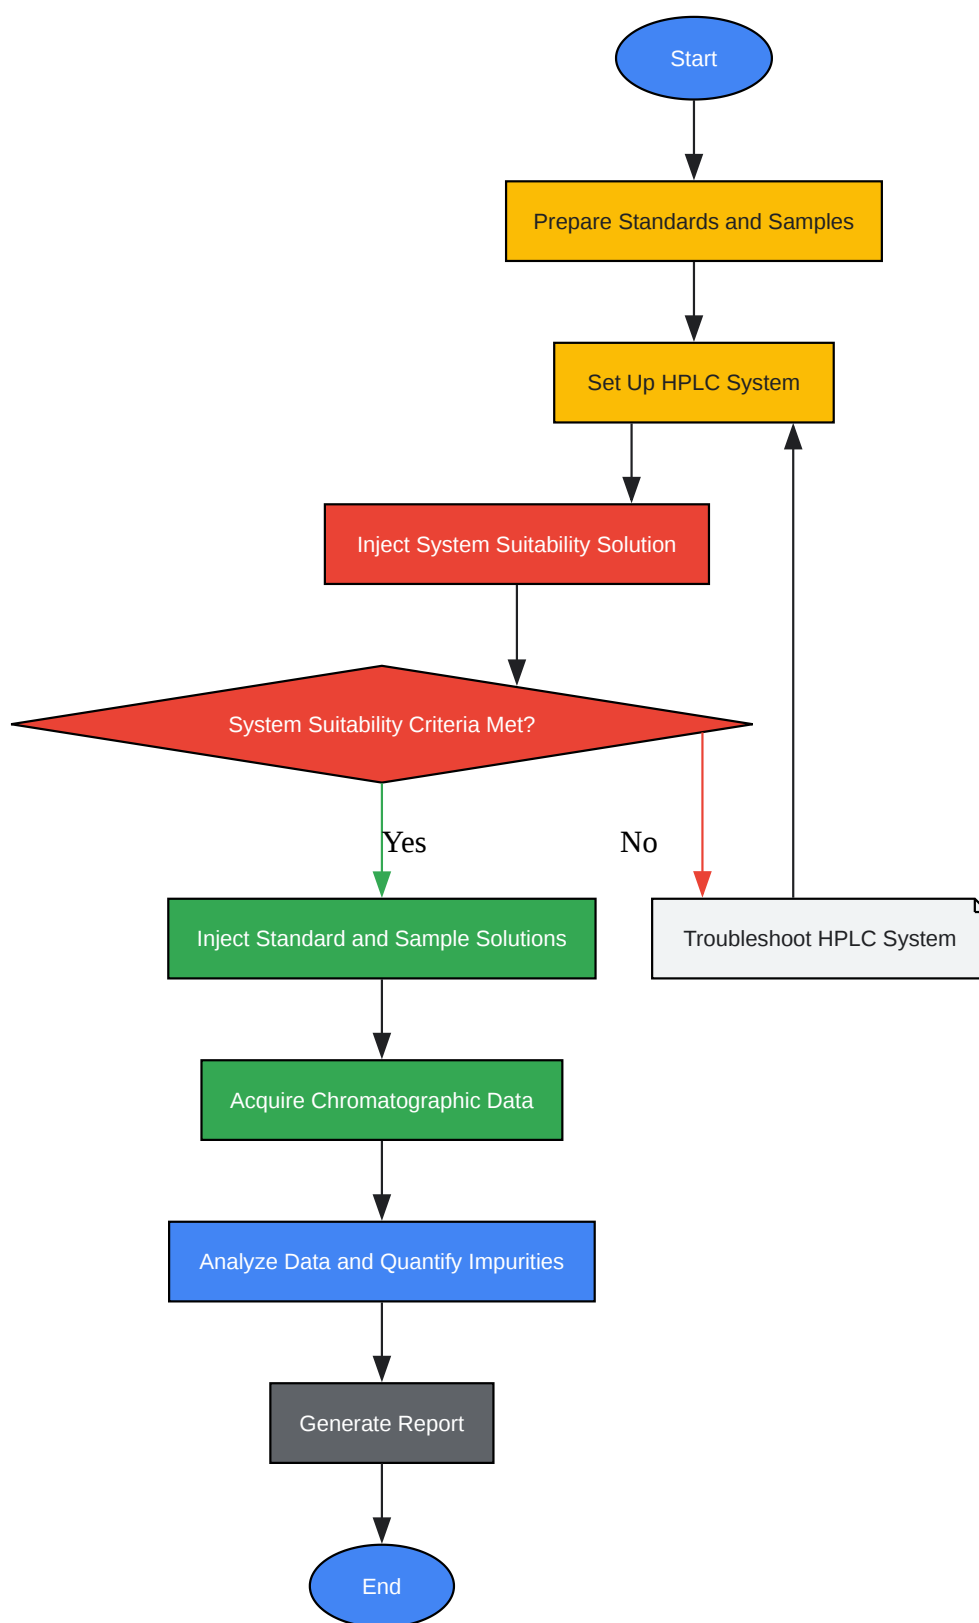 Start
Prepare Standards and Samples
Set Up HPLC System
Inject System Suitability Solution
System Suitability Criteria Met?
Yes
No
Inject Standard and Sample Solutions
Troubleshoot HPLC System
Acquire Chromatographic Data
Analyze Data and Quantify Impurities
Generate Report
End